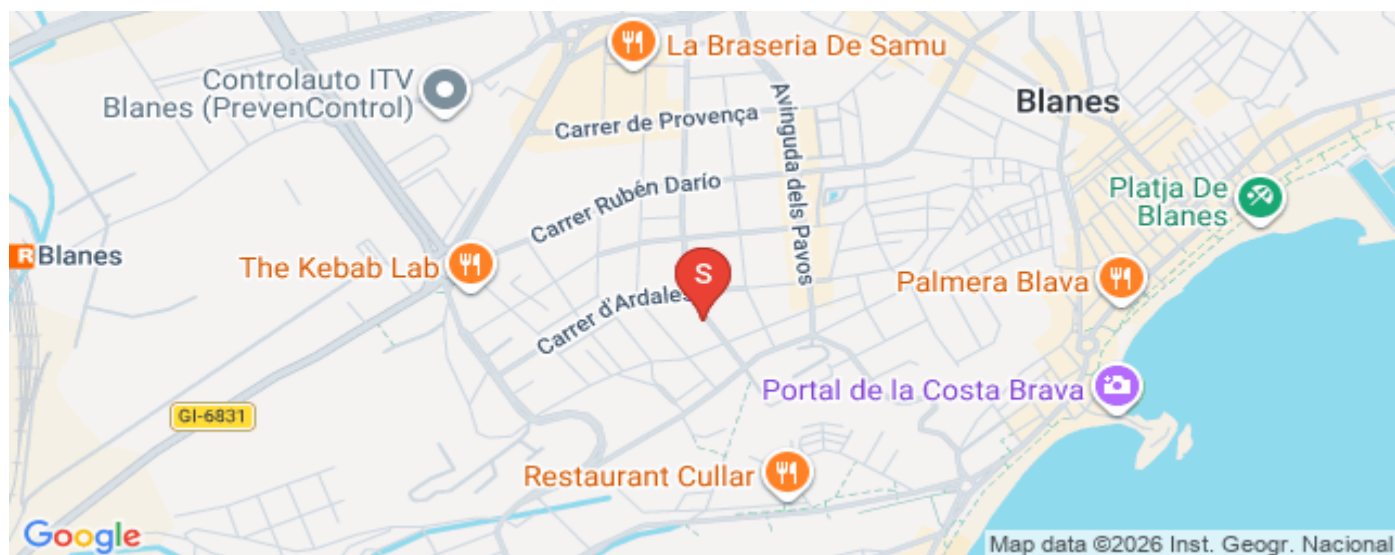 La Braseria De Samu
Controlauto ITV
Blanes (PrevenControl)
Carrer de Provença
Avinguda dels Pavos
Blanes
Carrer Rubén Darío
Platja De
Blanes
R Blanes
The Kebab Lab
S
Palmera Blava
Carrer d'Ardales
Portal de la Costa Brava
GI-6831
Restaurant Cullar
Google
Map data ©2026 Inst. Geogr. Nacional